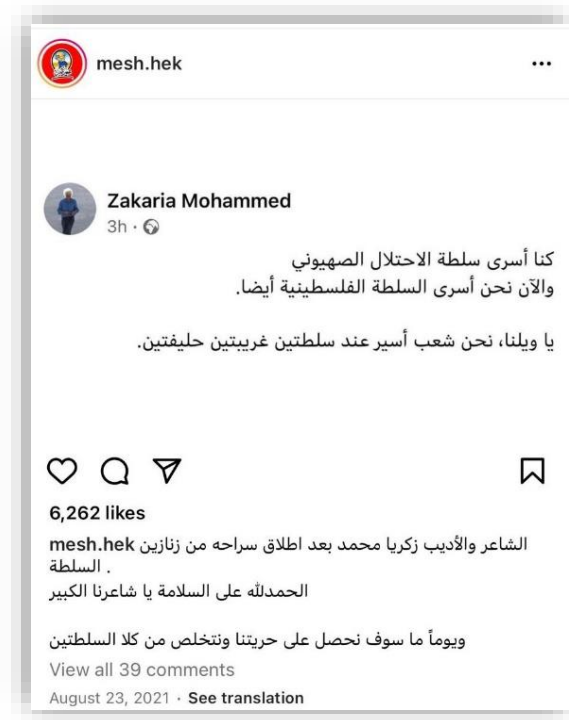 mesh.hek
Zakaria Mohammed
3h
كنا أسرى سلطة الاحتلال الصهيوني
والآن نحن أسرى السلطة الفلسطينية أيضا.
يا ويلنا، نحن شعب أسير عند سلطتين غريبتين حليفتين.
6,262 likes
mesh.hek الشاعر والأديب زكريا محمد بعد اطلاق سراحه من زنازين
السلطة .
الحمدلله على السلامة يا شاعرنا الكبير
ويوماً ما سوف نحصل على حريتنا ونتخلص من كلا السلطتين
View all 39 comments
August 23, 2021 · See translation